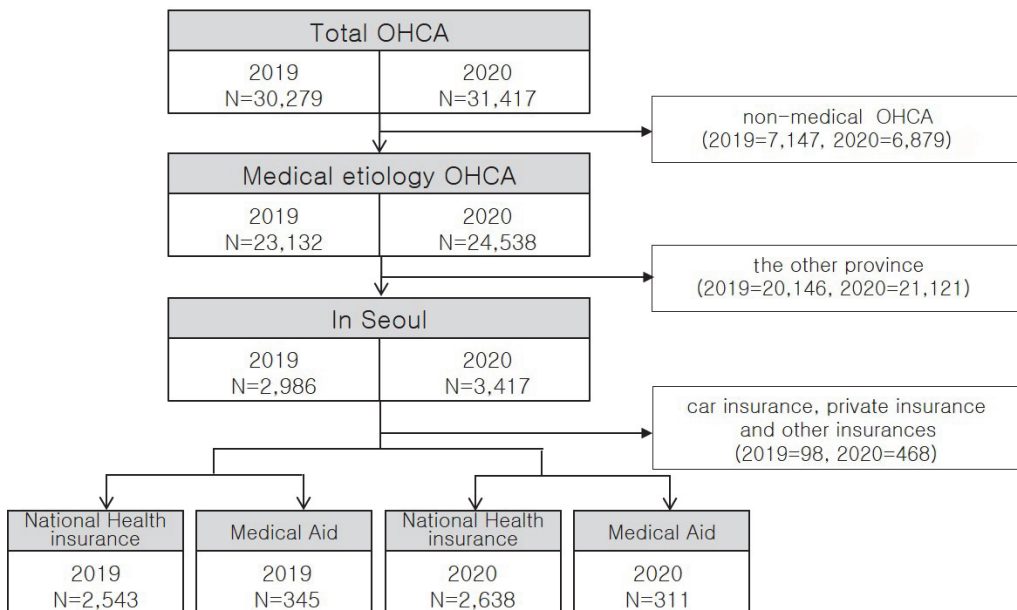 Total OHCA
2019
N=30,279
2020
N=31,417
non-medical OHCA
(2019=7,147, 2020=6,879)
Medical etiology OHCA
2019
N=23,132
2020
N=24,538
the other province
(2019=20,146, 2020=21,121)
In Seoul
2019
N=2,986
2020
N=3,417
car insurance, private insurance
and other insurances
(2019=98, 2020=468)
National Health
insurance
2019
N=2,543
Medical Aid
2019
N=345
National Health
insurance
2020
N=2,638
Medical Aid
2020
N=311